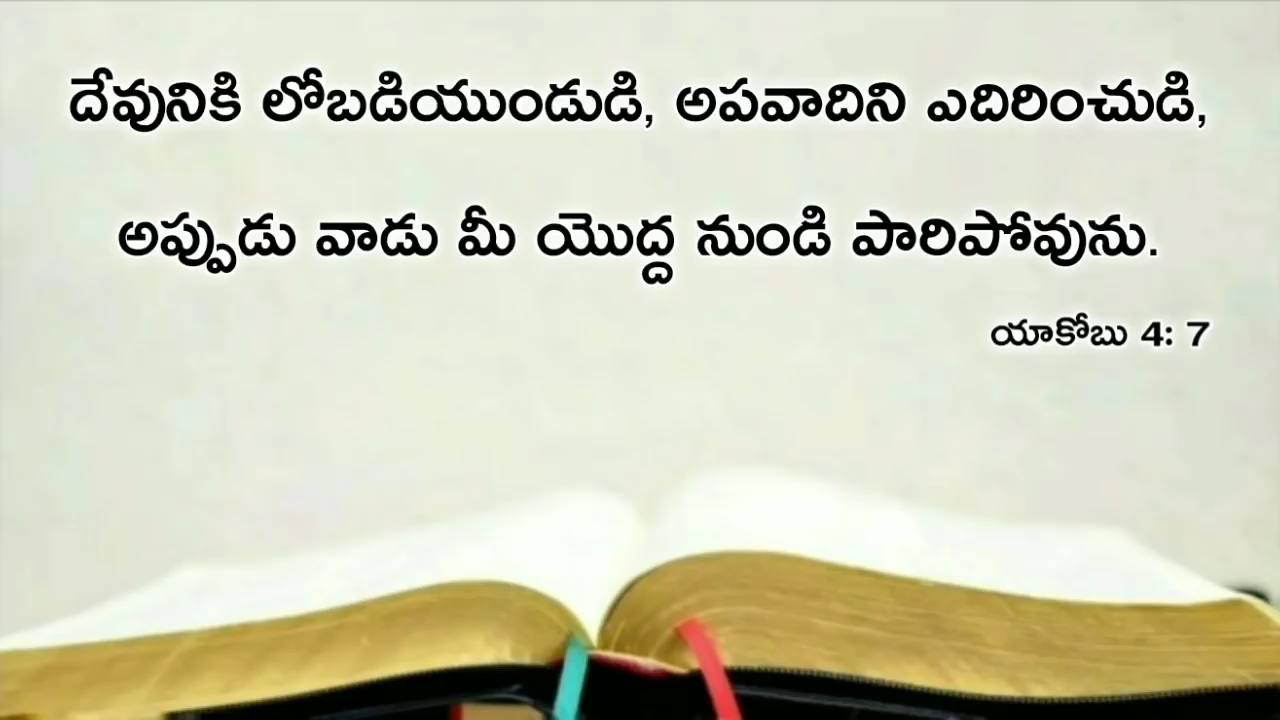 దేవునికి లోబడియుండుడి, అపవాదిని ఎదిరించుడి,
అప్పుడు వాడు మీ యొద్ద నుండి పారిపోవును.
యాకోబు 4: 7